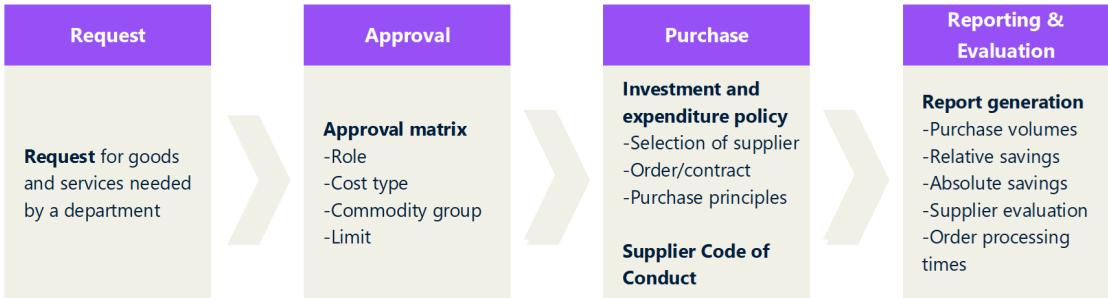 Request
Request for goods
and services needed
by a department
Approval
Approval matrix
-Role
-Cost type
-Commodity group
-Limit
Purchase
Investment and
expenditure policy
-Selection of supplier
-Order/contract
-Purchase principles
Supplier Code of
Conduct
Reporting &
Evaluation
Report generation
-Purchase volumes
-Relative savings
-Absolute savings
-Supplier evaluation
-Order processing
times